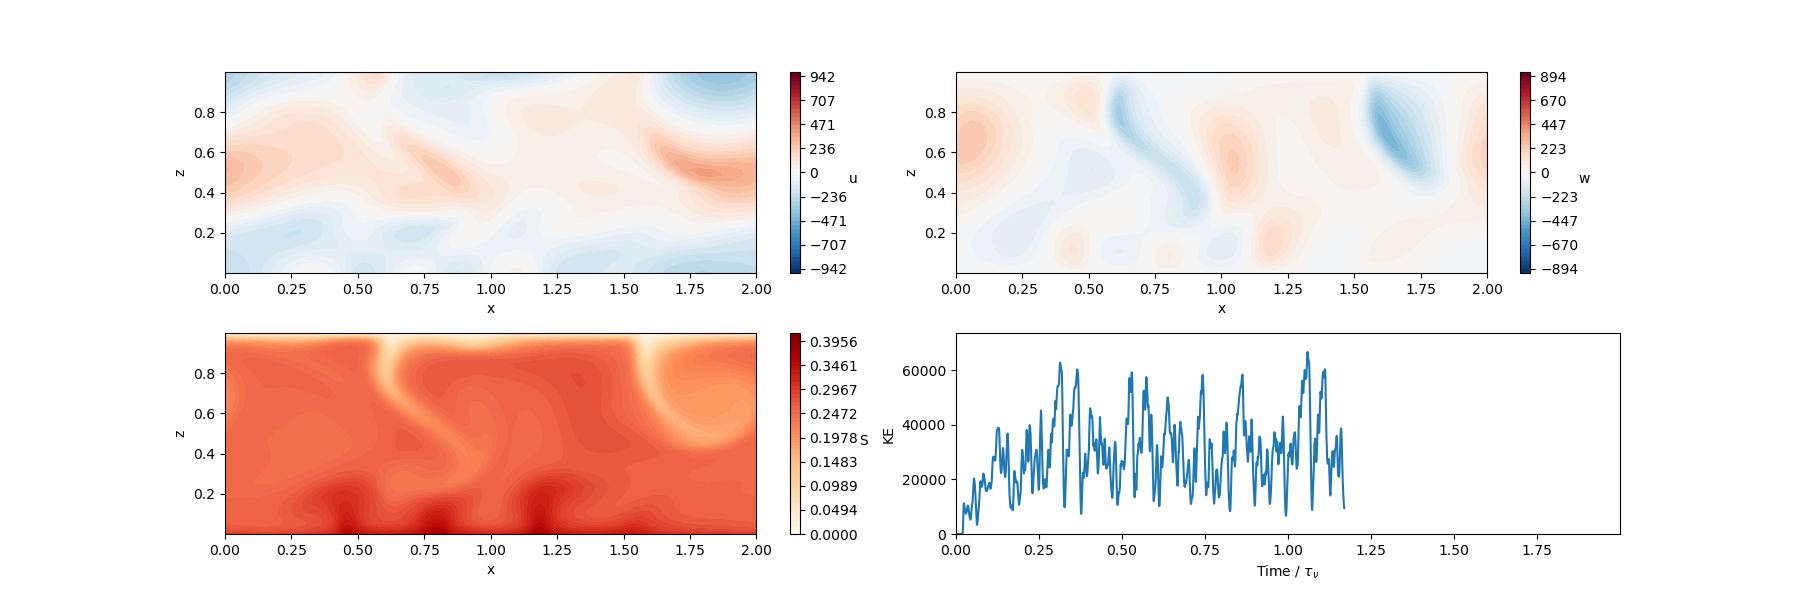 0.8
0.6
0.4
0.2
z
0.00 0.25 0.50 0.75 1.00 1.25 1.50 1.75 2.00
x
942
707
471
236
0
−236
−471
−707
−942
u
0.8
0.6
0.4
0.2
z
0.00 0.25 0.50 0.75 1.00 1.25 1.50 1.75 2.00
x
894
670
447
223
0
−223
−447
−670
−894
w
0.8
0.6
0.4
0.2
z
0.00 0.25 0.50 0.75 1.00 1.25 1.50 1.75 2.00
x
0.3956
0.3461
0.2967
0.2472
0.1978
0.1483
0.0989
0.0494
0.0000
S
60000
40000
20000
0
KE
0.00 0.25 0.50 0.75 1.00 1.25 1.50 1.75
Time / τν